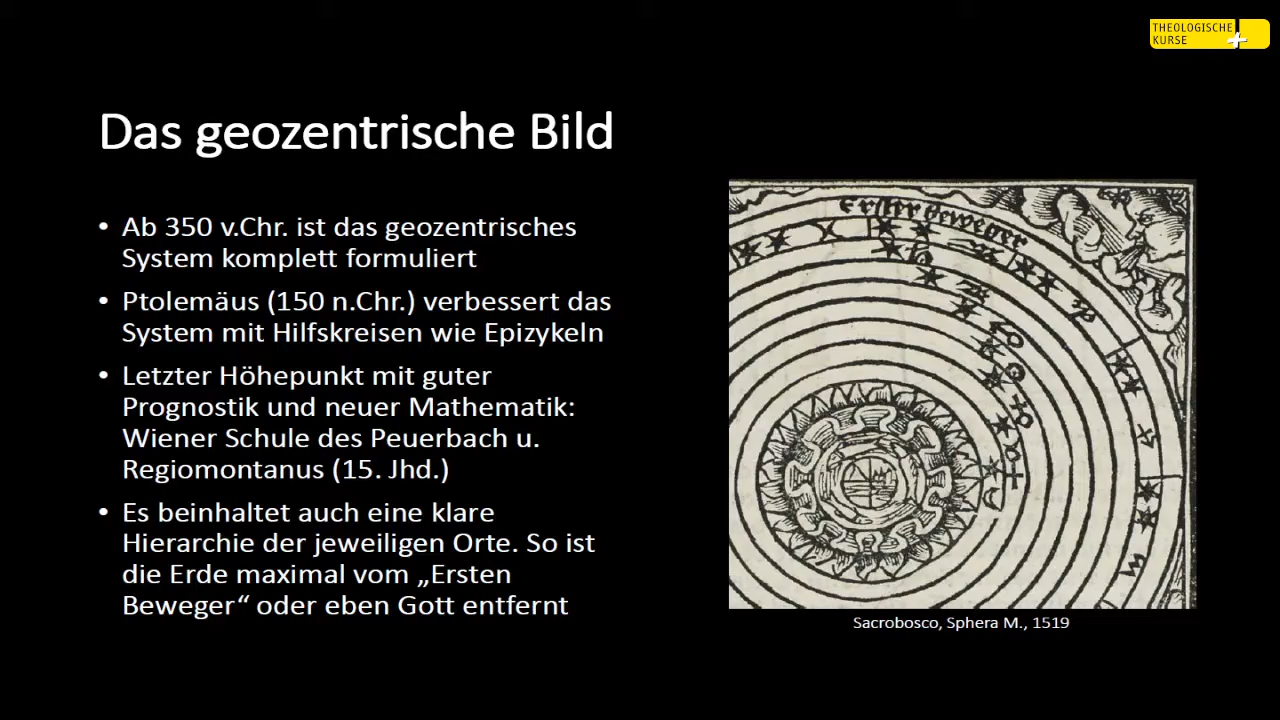 THEOLOGISCHE
KURSE
Das geozentrische Bild
• Ab 350 v.Chr. ist das geozentrisches
System komplett formuliert
• Ptolemäus (150 n.Chr.) verbessert das
System mit Hilfskreisen wie Epizykeln
• Letzter Höhepunkt mit guter
Prognostik und neuer Mathematik:
Wiener Schule des Peuerbach u.
Regiomontanus (15. Jhd.)
• Es beinhaltet auch eine klare
Hierarchie der jeweiligen Orte. So ist
die Erde maximal vom „Ersten
Beweger“ oder eben Gott entfernt
Erster beweger
Sacrobosco, Sphera M., 1519